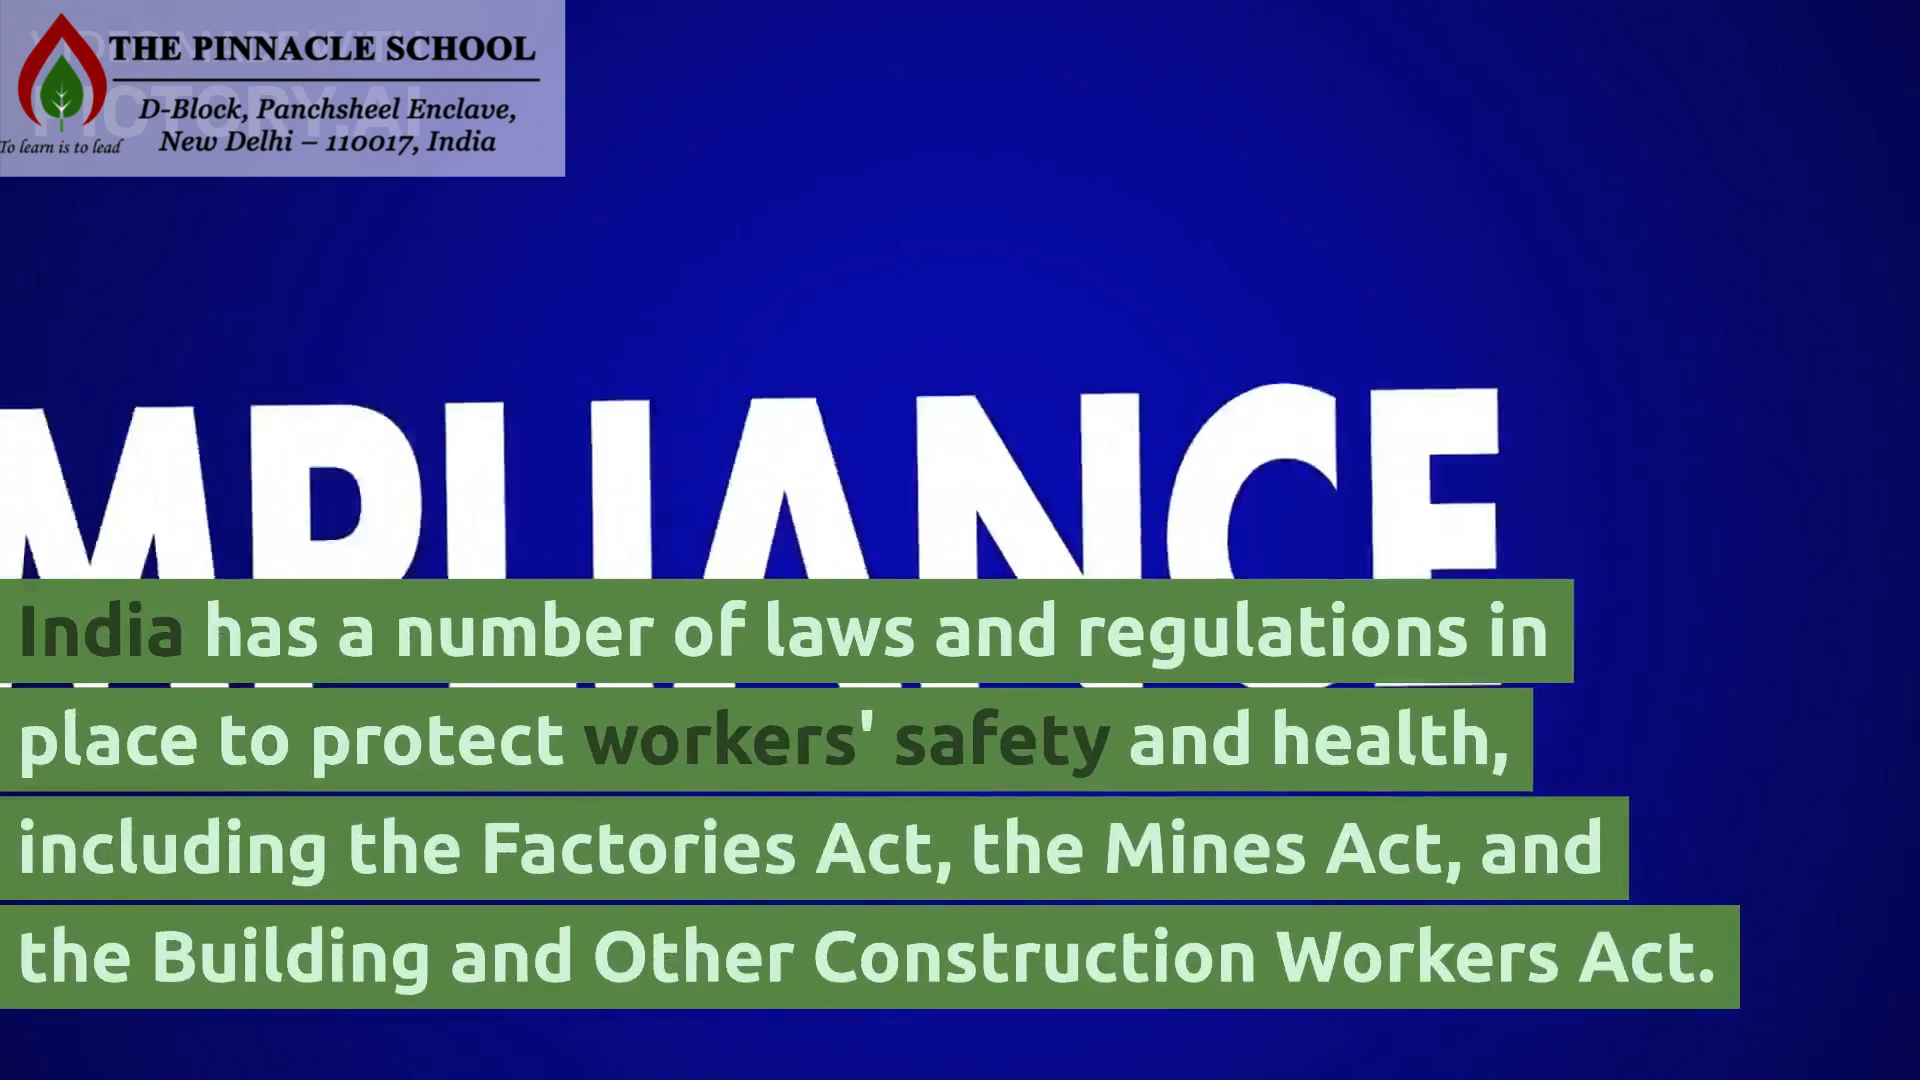 THE PINNACLE SCHOOL
D-Block, Panchsheel Enclave,
New Delhi – 110017, India
To learn is to lead
MPLIANCE
India has a number of laws and regulations in
place to protect workers' safety and health,
including the Factories Act, the Mines Act, and
the Building and Other Construction Workers Act.